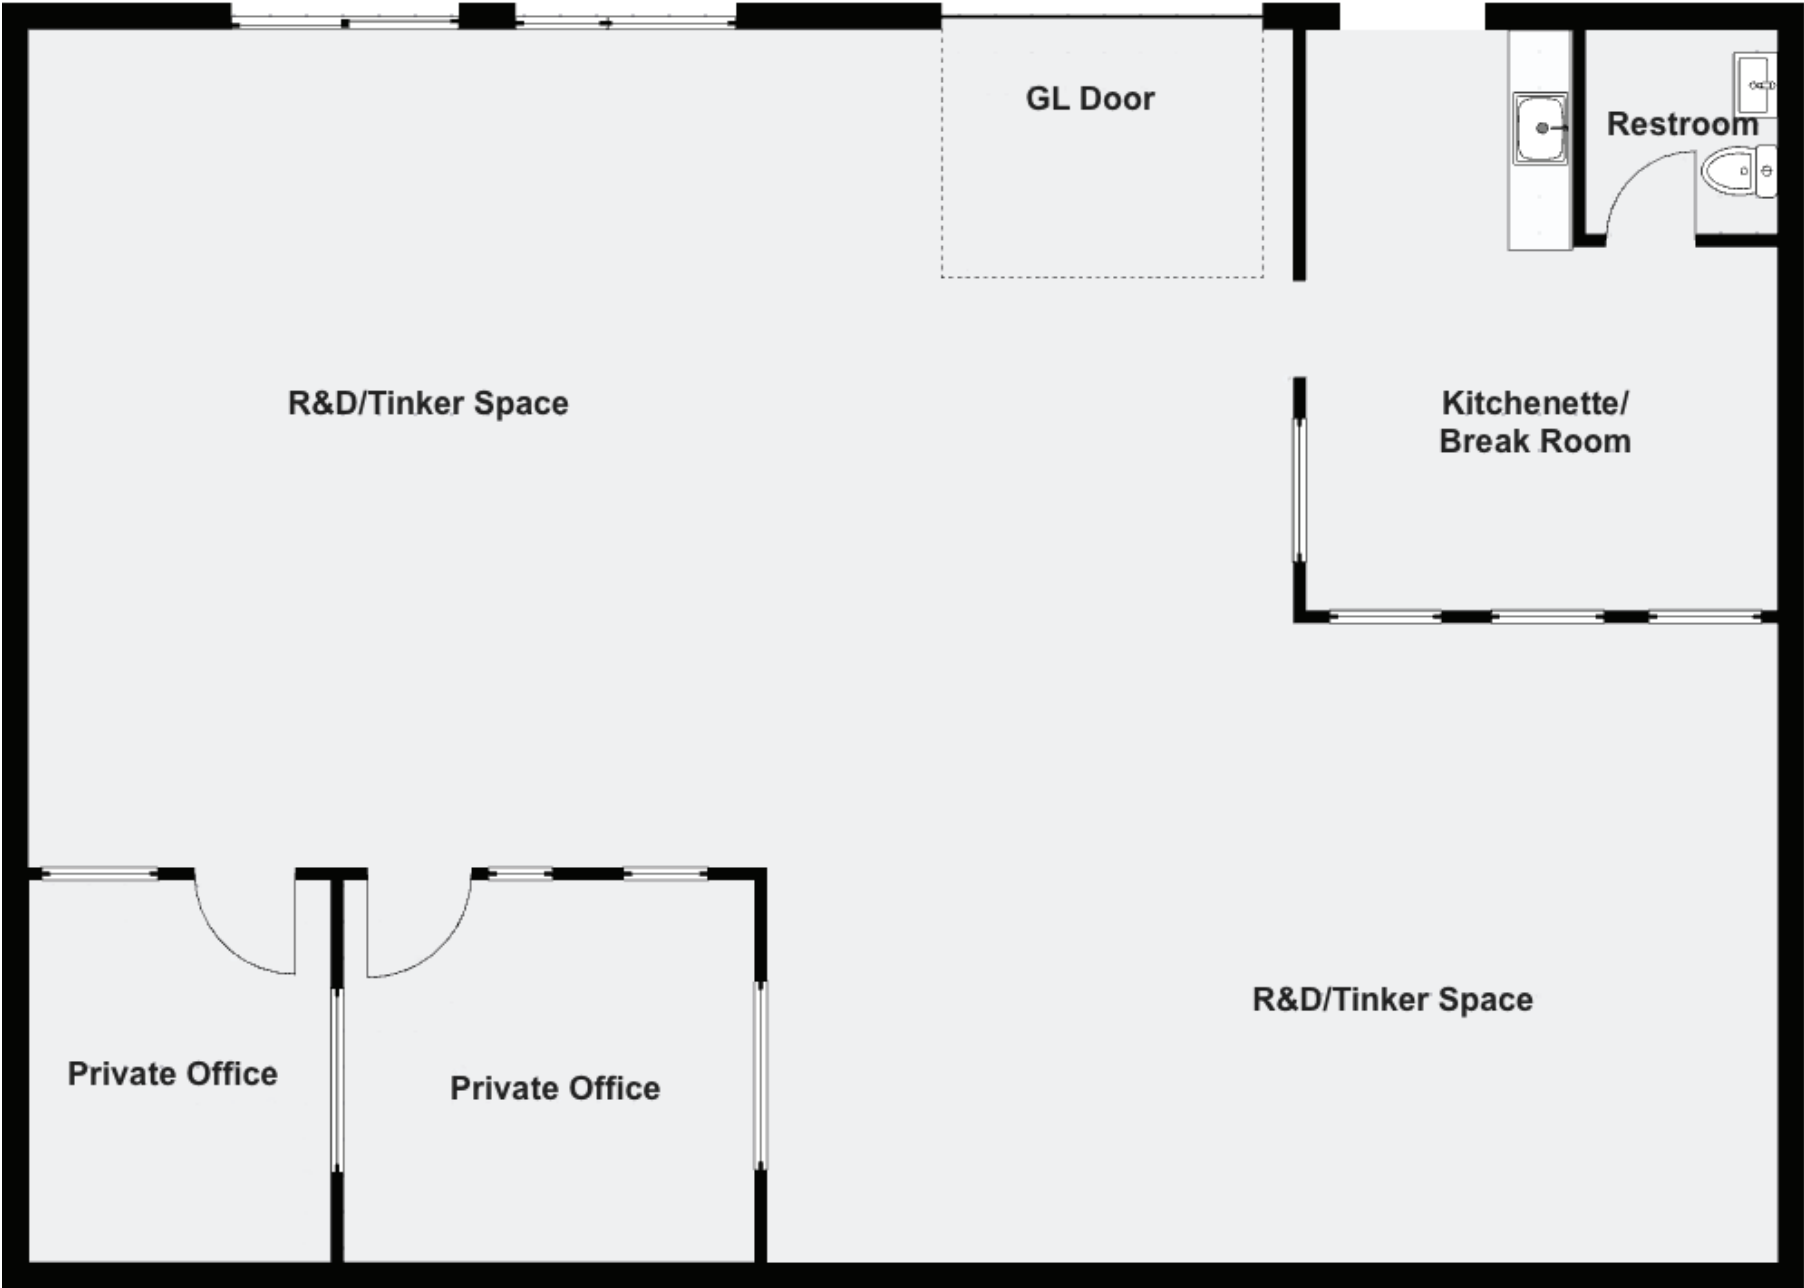 GL Door
Restroom
R&D/Tinker Space
Kitchenette/
Break Room
R&D/Tinker Space
Private Office
Private Office